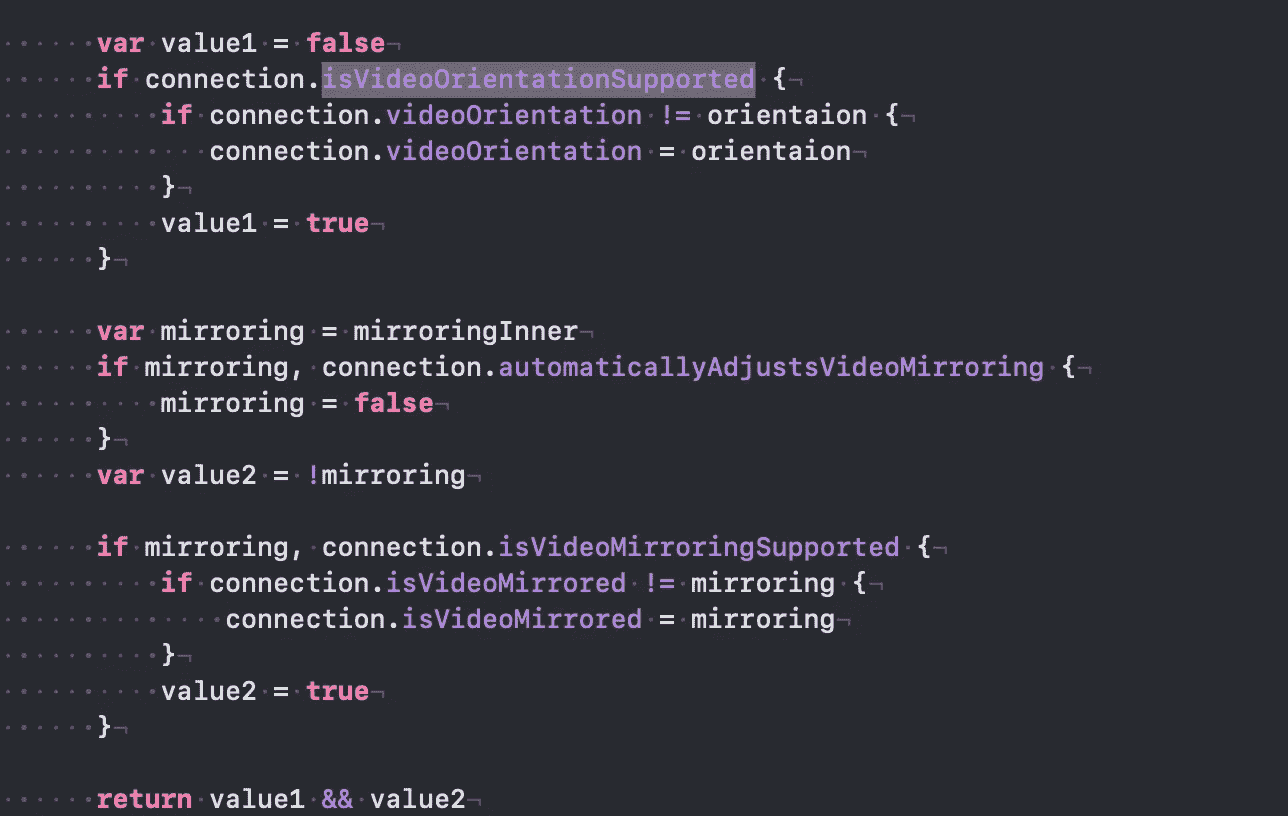 var value1 = false
if connection.isVideoOrientationSupported {
if connection.videoOrientation != orientaion {
connection.videoOrientation = orientaion
}
value1 = true
}
var mirroring = mirroringInner
if mirroring, connection.automaticallyAdjustsVideoMirroring {
mirroring = false
}
var value2 = !mirroring
if mirroring, connection.isVideoMirroringSupported {
if connection.isVideoMirrored != mirroring {
connection.isVideoMirrored = mirroring
}
value2 = true
}
return value1 && value2